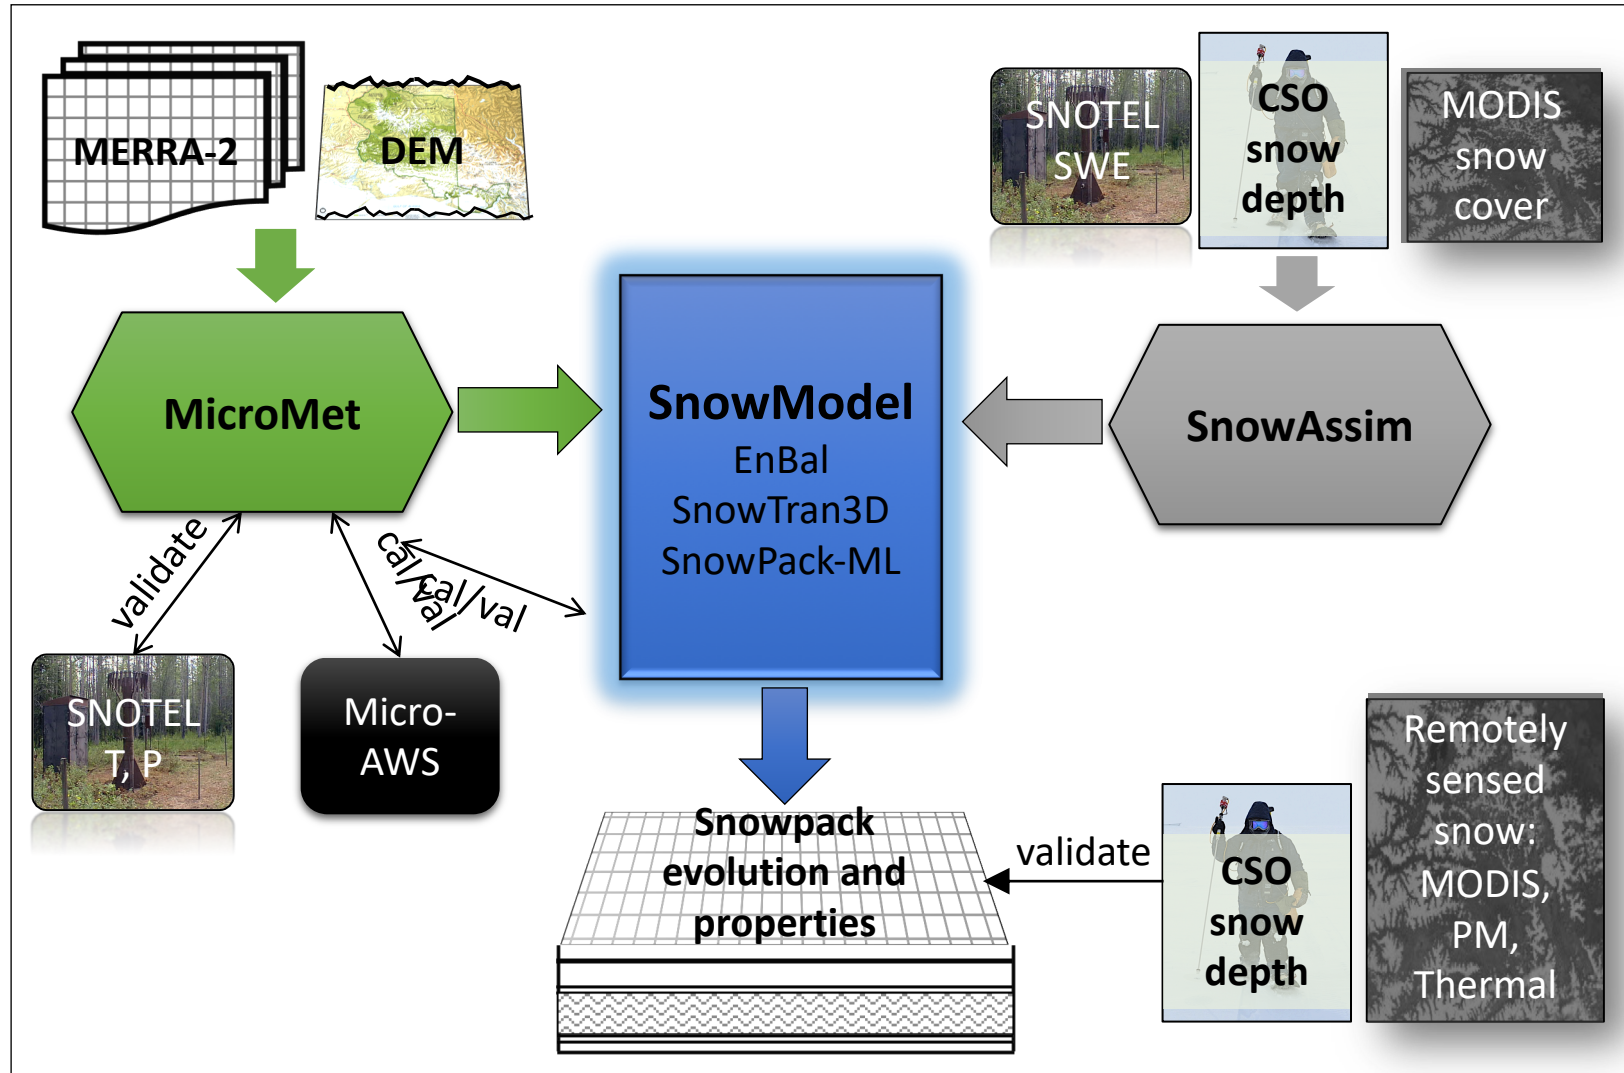 MERRA-2
DEM
SNOTEL
SWE
CSO
snow
depth
MODIS
snow
cover
MicroMet
SnowModel
EnBal
SnowTran3D
SnowPack-ML
SnowAssim
validate
cal/val
cal/val
SNOTEL
T, P
Micro-
AWS
Snowpack
evolution and
properties
validate
CSO
snow
depth
Remotely
sensed
snow:
MODIS,
PM,
Thermal